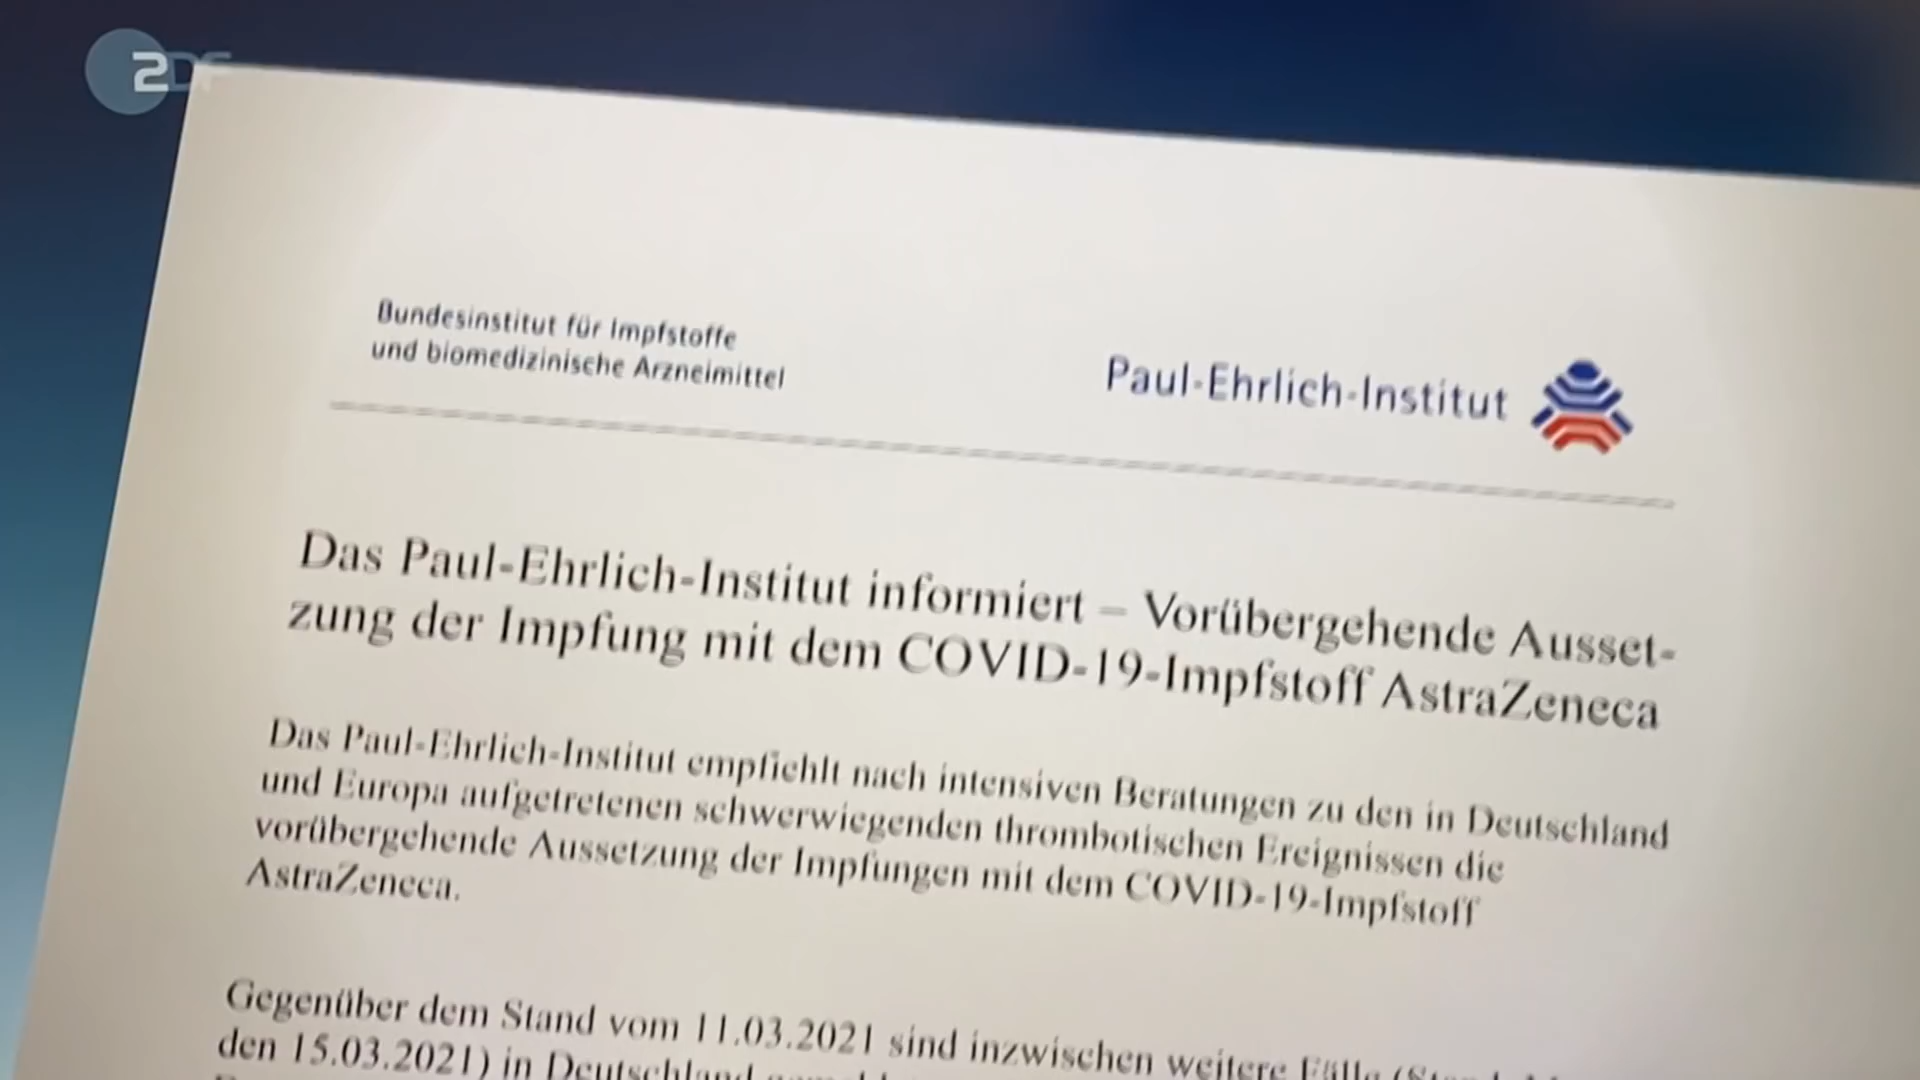 ZDF
Bundesinstitut für Impfstoffe
und biomedizinische Arzneimittel
Paul-Ehrlich-Institut
Das Paul-Ehrlich-Institut informiert – Vorübergehende Ausset-
zung der Impfung mit dem COVID-19-Impfstoff AstraZeneca
Das Paul-Ehrlich-Institut empfiehlt nach intensiven Beratungen zu den in Deutschland
und Europa aufgetretenen schwerwiegenden thrombotischen Ereignissen die
vorübergehende Aussetzung der Impfungen mit dem COVID-19-Impfstoff
AstraZeneca.
Gegenüber dem Stand vom 11.03.2021 sind inzwischen weitere Fälle
den 15.03.2021) in Deutschland